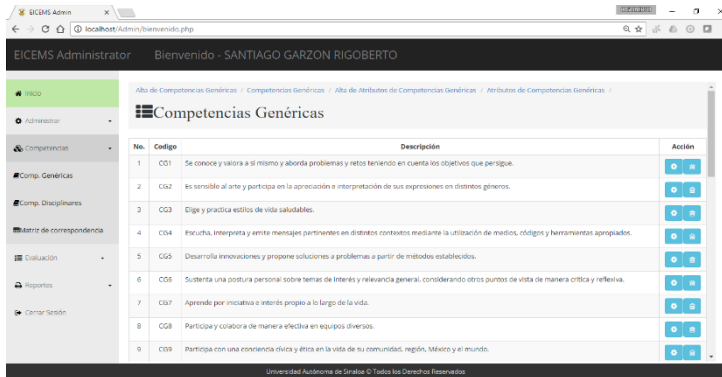 EICEMS Admin
localhost/Admin/bienvenido.php
EICEMS Administrator Bienvenido - SANTIAGO GARZON RIGOBERTO
Inicio
Administrar
Competencias
Comp. Genéricas
Comp. Disciplinares
Matriz de correspondencia
Evaluación
Reportes
Cerrar Sesión
Alta de Competencias Genéricas / Competencias Genéricas / Alta de Atributos de Competencias Genéricas / Atributos de Competencias Genéricas /
Competencias Genéricas
No. Codigo Descripción Acción
1 CG1 Se conoce y valora a si mismo y aborda problemas y retos teniendo en cuenta los objetivos que persigue.
2 CG2 Es sensible al arte y participa en la apreciación e interpretación de sus expresiones en distintos géneros.
3 CG3 Elige y practica estilos de vida saludables.
4 CG4 Escucha, interpreta y emite mensajes pertinentes en distintos contextos mediante la utilización de medios, códigos y herramientas apropiados.
5 CG5 Desarrolla innovaciones y propone soluciones a problemas a partir de métodos establecidos.
6 CG6 Sustenta una postura personal sobre temas de interés y relevancia general, considerando otros puntos de vista de manera crítica y reflexiva.
7 CG7 Aprende por iniciativa e interés propio a lo largo de la vida.
8 CG8 Participa y colabora de manera efectiva en equipos diversos.
9 CG9 Participa con una conciencia cívica y ética en la vida de su comunidad, región, México y el mundo.
Universidad Autónoma de Sinaloa © Todos los Derechos Reservados